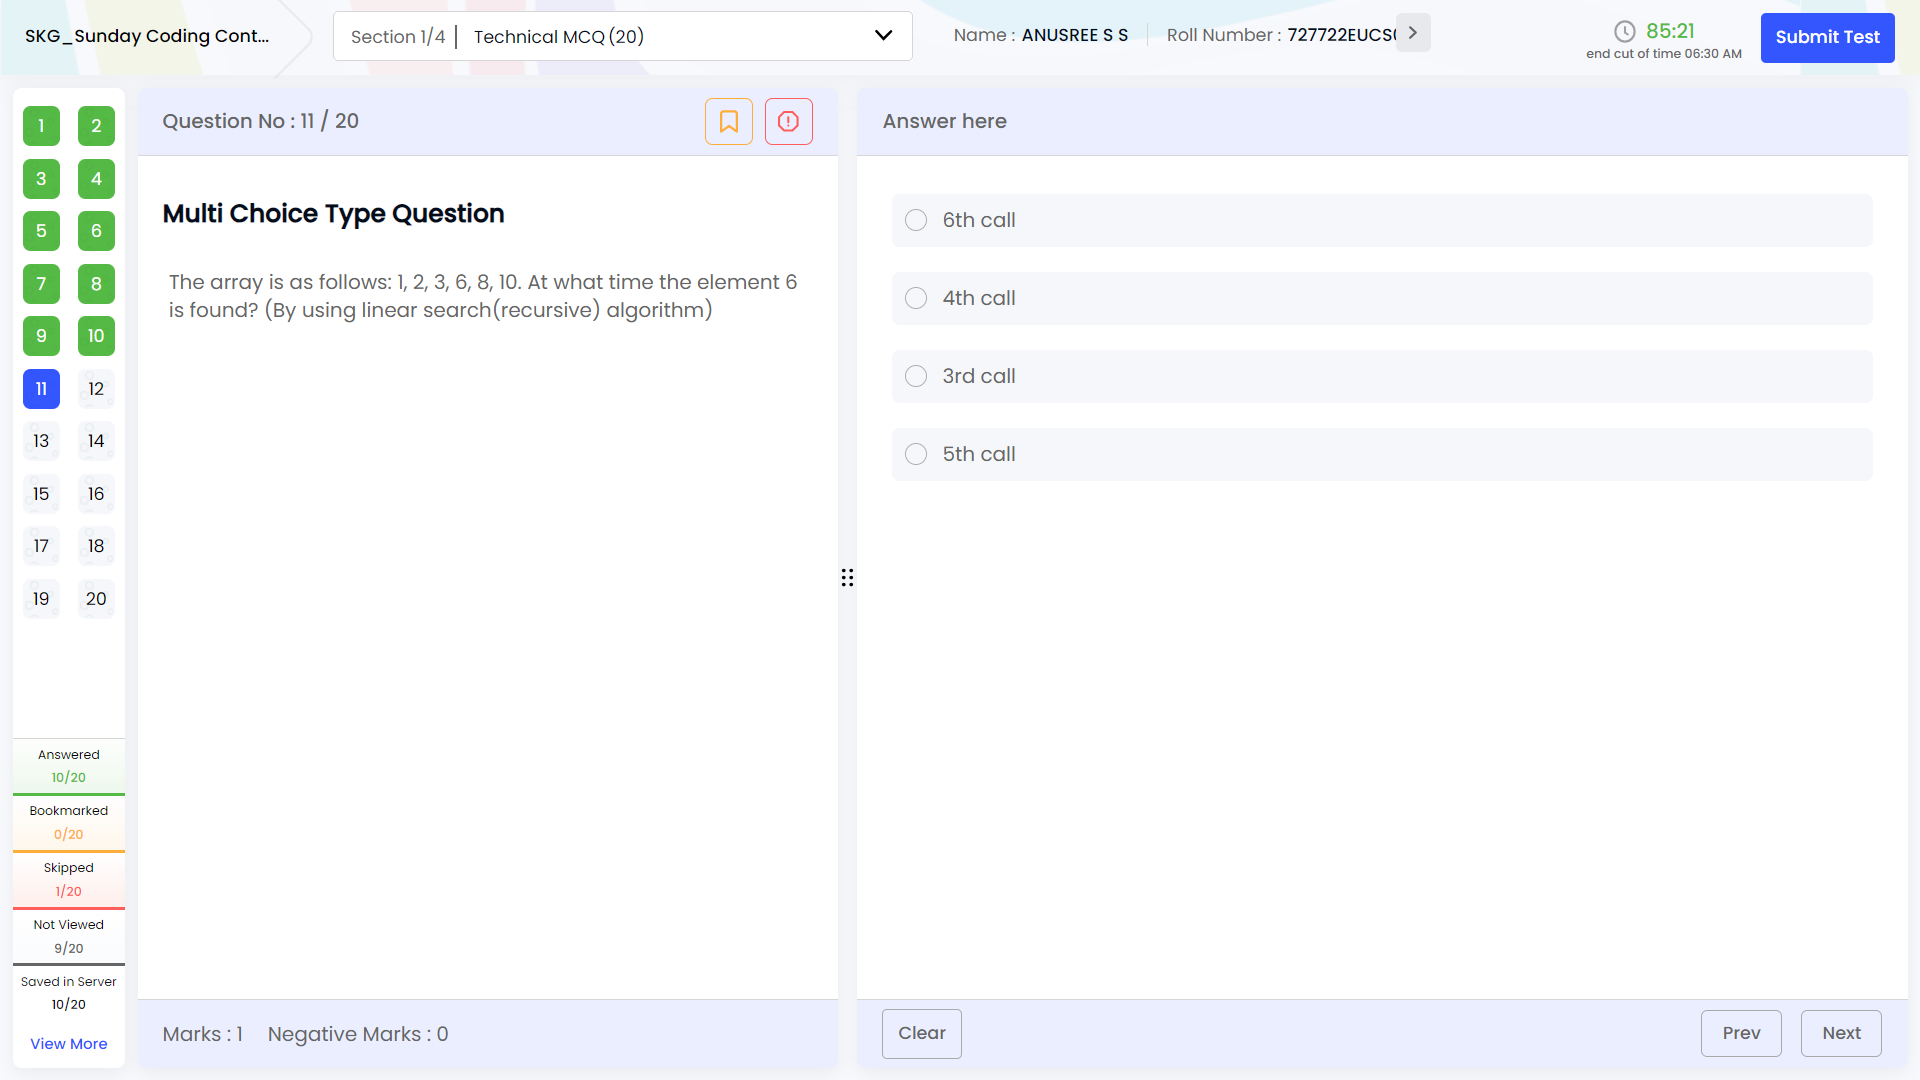 SKG_Sunday Coding Cont...
Section 1/4 | Technical MCQ (20)
Name : ANUSREE S S
Roll Number : 727722EUCS
85:21
end cut of time 06:30 AM
Submit Test
1 2
3 4
5 6
7 8
9 10
11 12
13 14
15 16
17 18
19 20
Answered
10/20
Bookmarked
0/20
Skipped
1/20
Not Viewed
9/20
Saved in Server
10/20
View More
Question No : 11 / 20
Multi Choice Type Question
The array is as follows: 1, 2, 3, 6, 8, 10. At what time the element 6
is found? (By using linear search(recursive) algorithm)
Marks : 1 Negative Marks : 0
Answer here
6th call
4th call
3rd call
5th call
Clear
Prev
Next